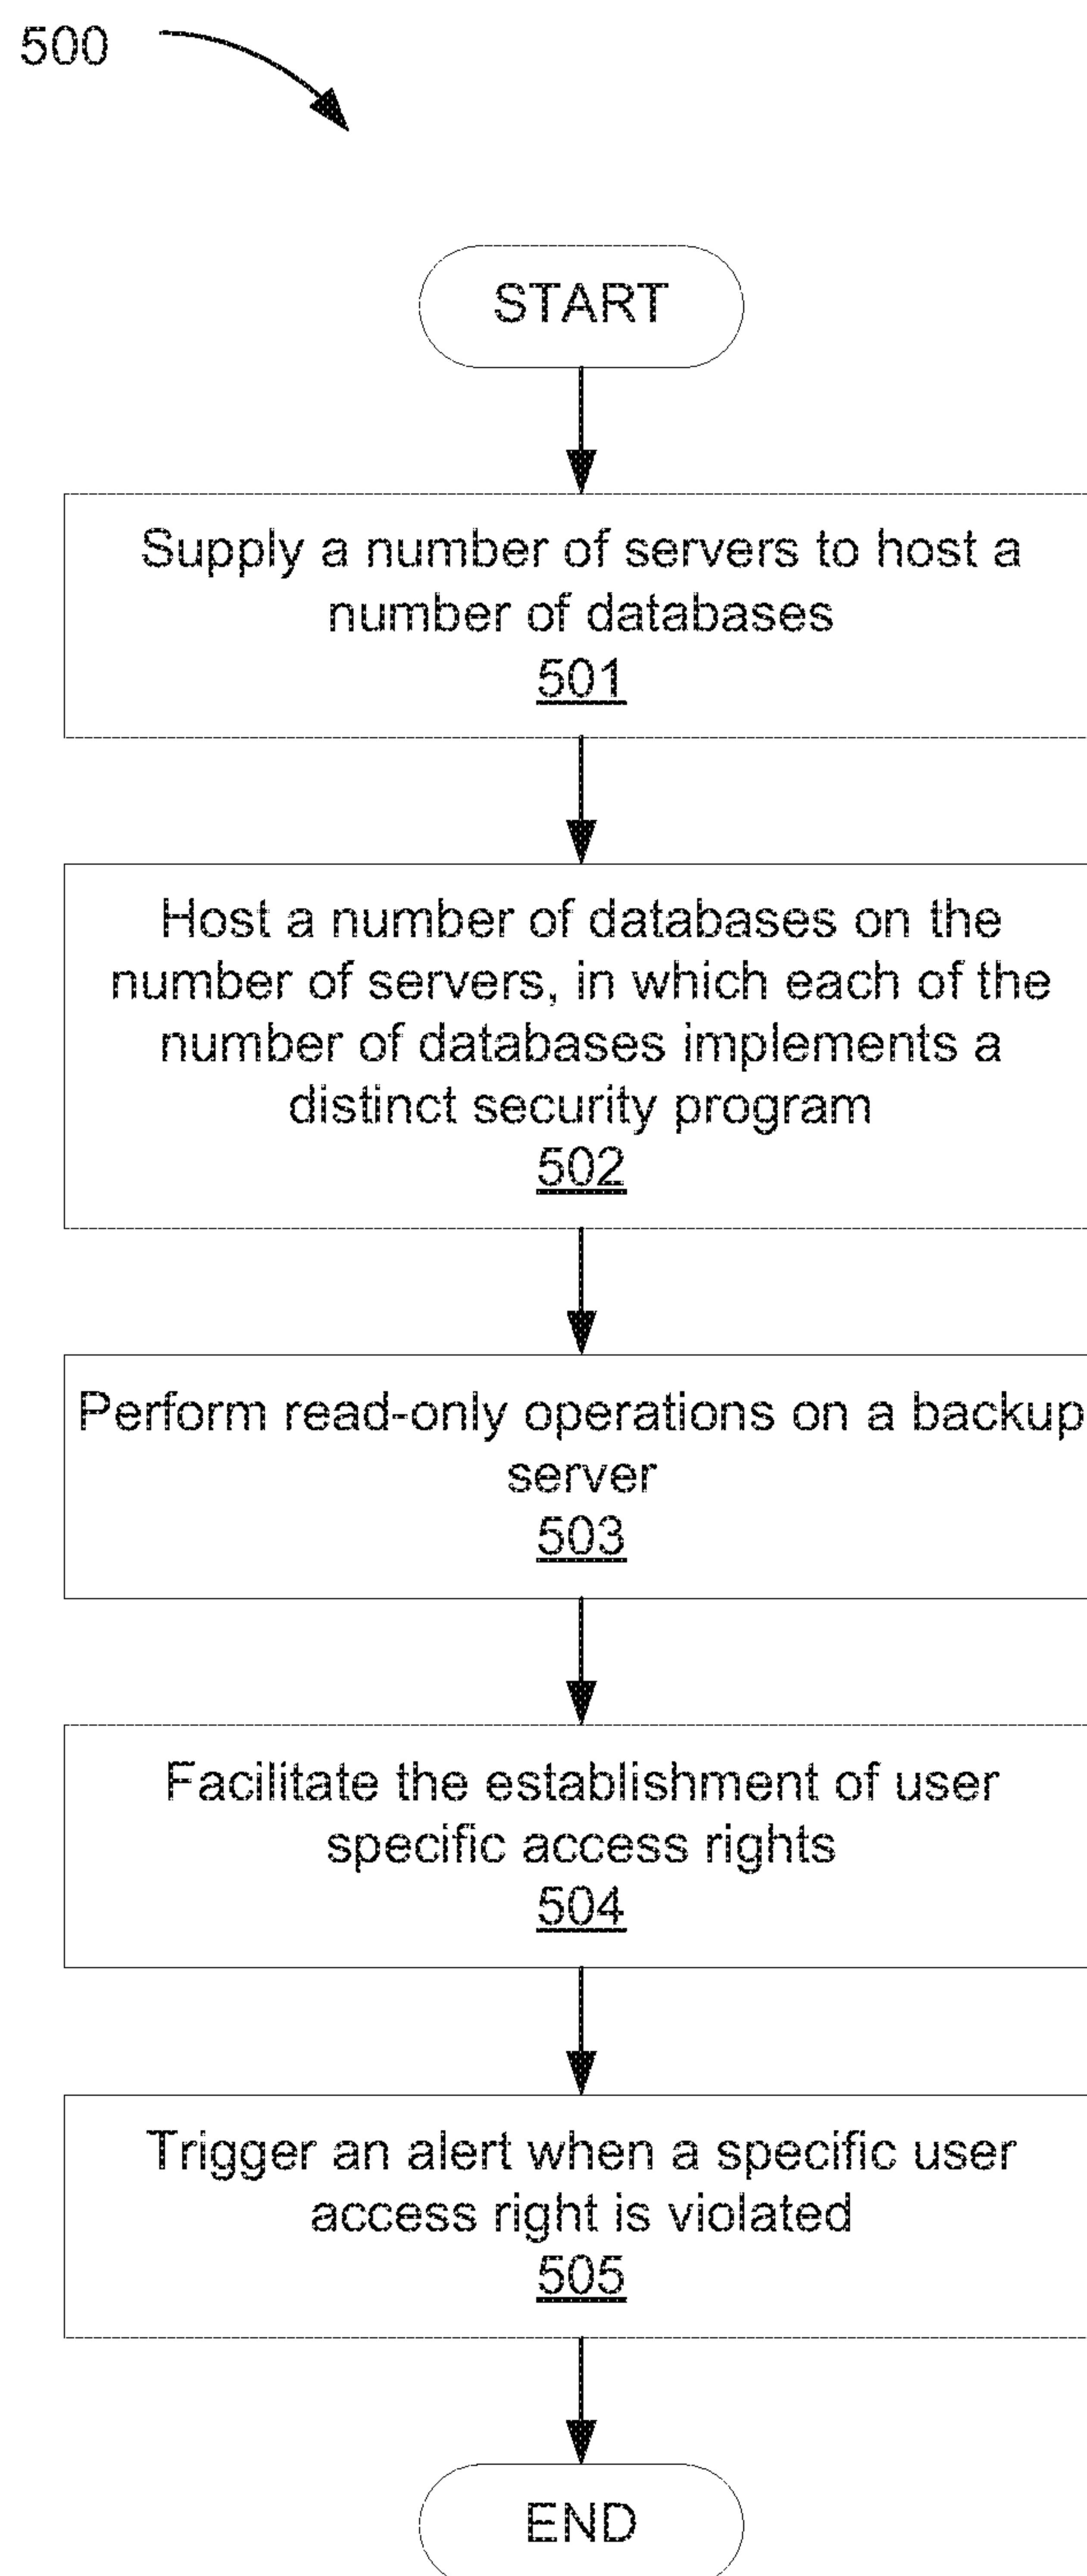 500
START
Supply a number of servers to host a
number of databases
501
Host a number of databases on the
number of servers, in which each of the
number of databases implements a
distinct security program
502
Perform read-only operations on a backup
server
503
Facilitate the establishment of user
specific access rights
504
Trigger an alert when a specific user
access right is violated
505
END